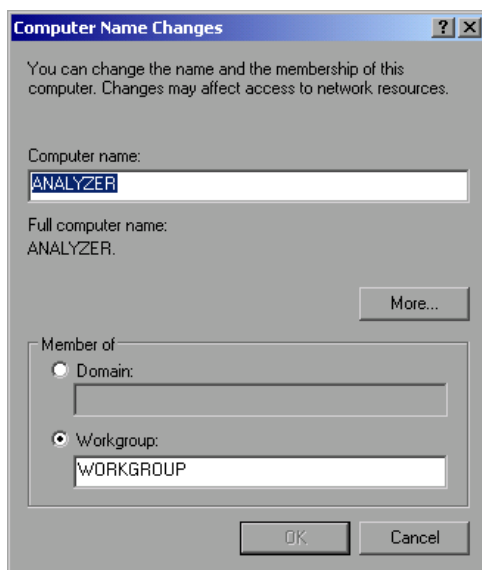 Computer Name Changes
You can change the name and the membership of this
computer. Changes may affect access to network resources.
Computer name:
ANALYZER
Full computer name:
ANALYZER.
More...
Member of
Domain:
Workgroup:
WORKGROUP
OK Cancel